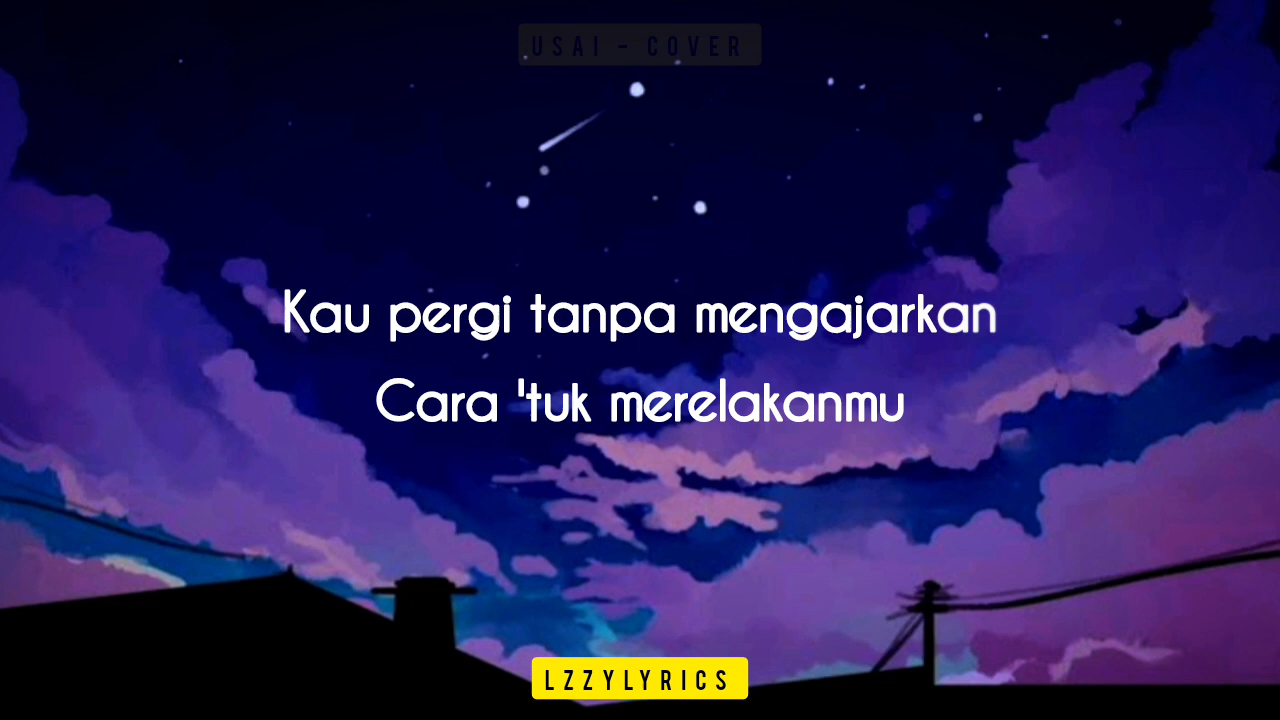 USAI - COVER
Kau pergi tanpa mengajarkan
Cara 'tuk merelakanmu
LZZYLYRICS